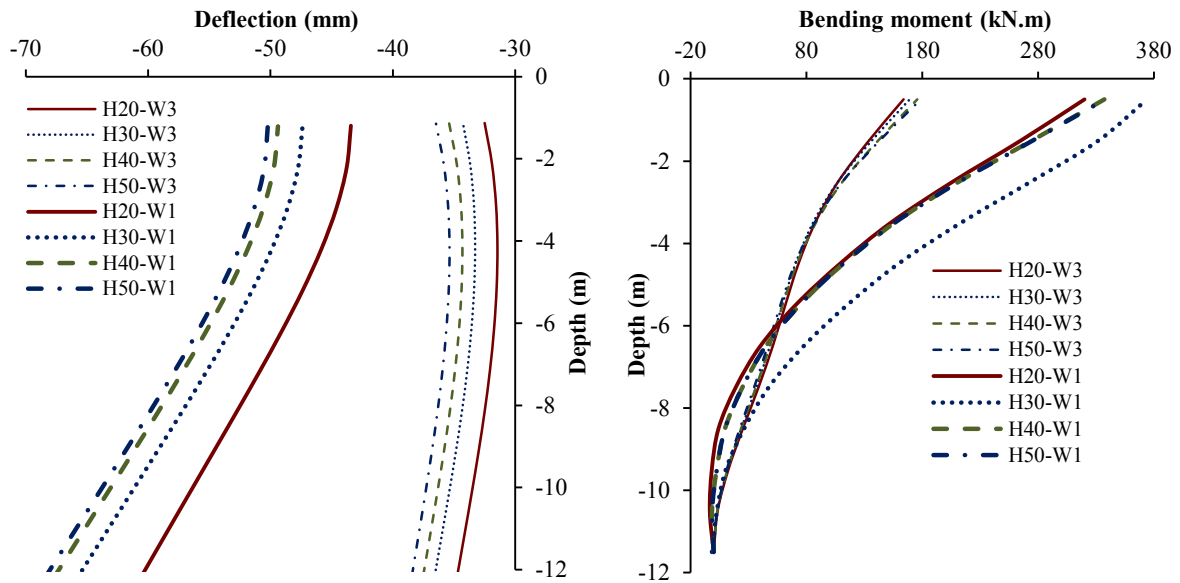 Deflection (mm)
-70 -60 -50 -40 -30
0
-2
-4
-6
-8
-10
-12
Depth (m)
H20-W3
H30-W3
H40-W3
H50-W3
H20-W1
H30-W1
H40-W1
H50-W1
Bending moment (kN.m)
-20 80 180 280 380
0
-2
-4
-6
-8
-10
-12
Depth (m)
H20-W3
H30-W3
H40-W3
H50-W3
H20-W1
H30-W1
H40-W1
H50-W1